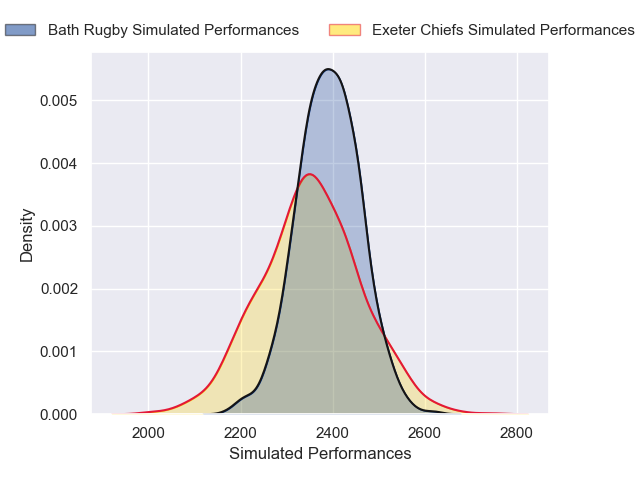 Bath Rugby Simulated Performances Exeter Chiefs Simulated Performances
0.005
0.004
0.003
0.002
0.001
0.000
Density
2000 2200 2400 2600 2800
Simulated Performances